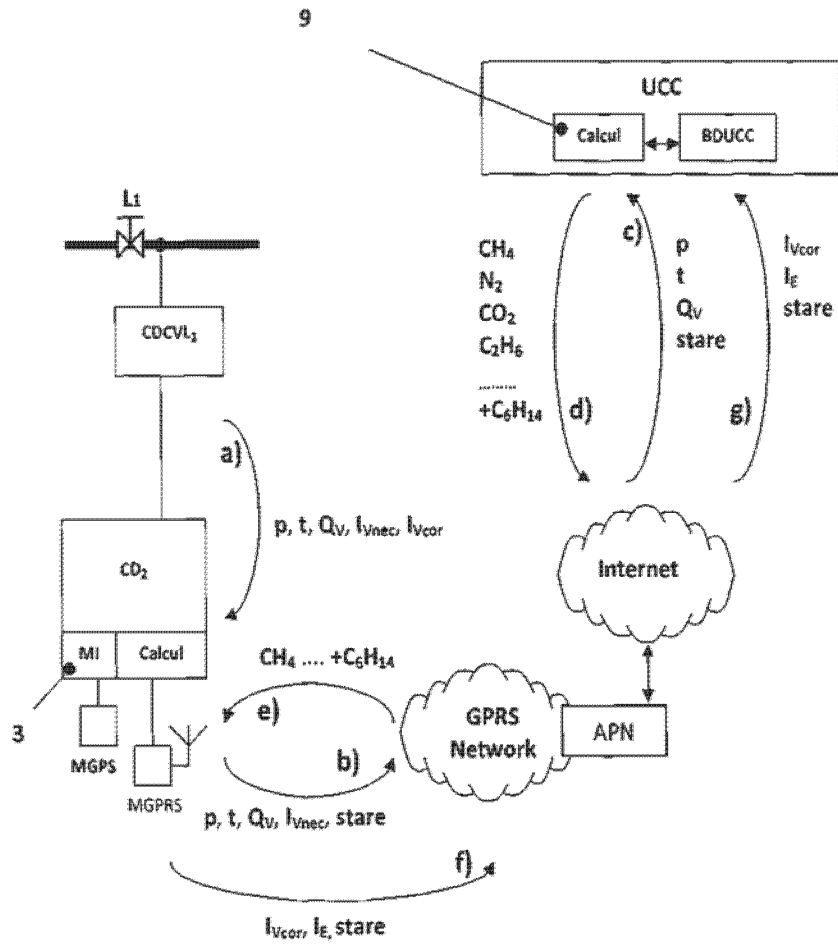 9
UCC
Calcul
BDUCC
L1
CDCVL1
a)
p, t, QV, IVnec, IVcor
CH4
N2
CO2
C2H6
........
+C6H14
d)
c)
p
t
QV
stare
g)
IVcor
IE
stare
CD2
MI
Calcul
3
MGPS
MGPRS
CH4 .... +C6H14
e)
b)
p, t, QV, IVnec, stare
f)
IVcor, IE, stare
GPRS
Network
APN
Internet